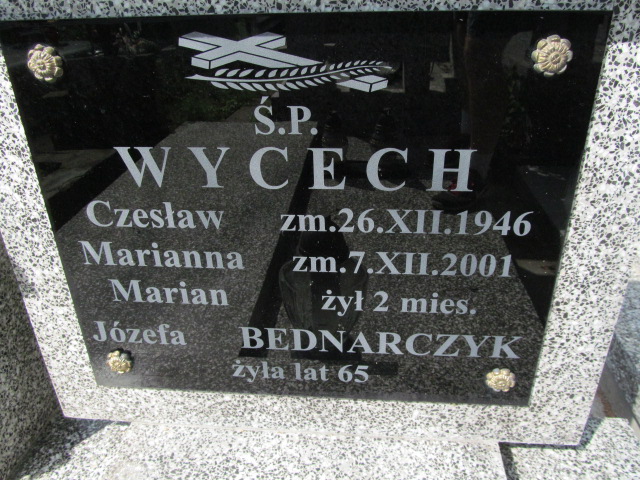 Ś.P.
WYCECH
Czesław zm.26.XII.1946
Marianna zm.7.XII.2001
Marian żył 2 mies.
Józefa BEDNARCZYK
żyła lat 65